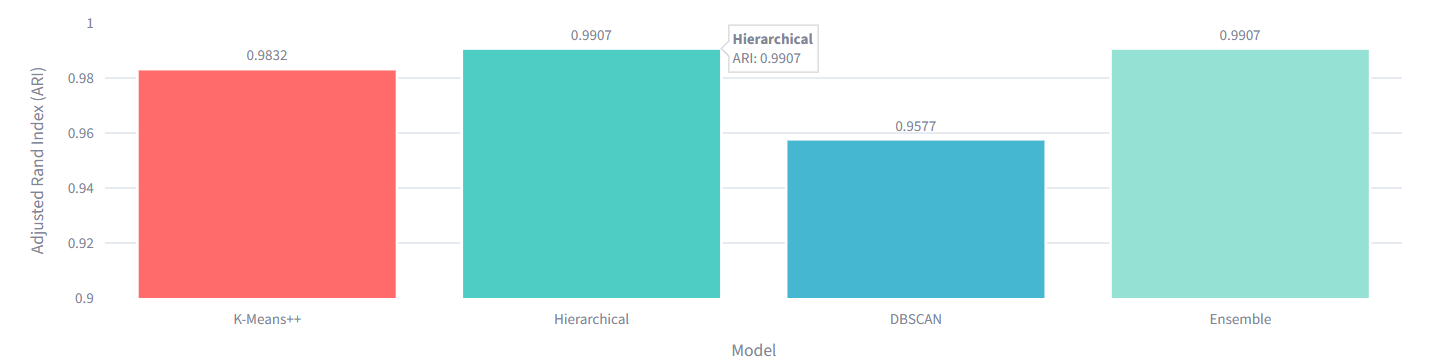 1
0.98
0.96
0.94
0.92
0.9
Adjusted Rand Index (ARI)
0.9832
0.9907
Hierarchical
ARI: 0.9907
0.9577
0.9907
K-Means++
Hierarchical
DBSCAN
Ensemble
Model